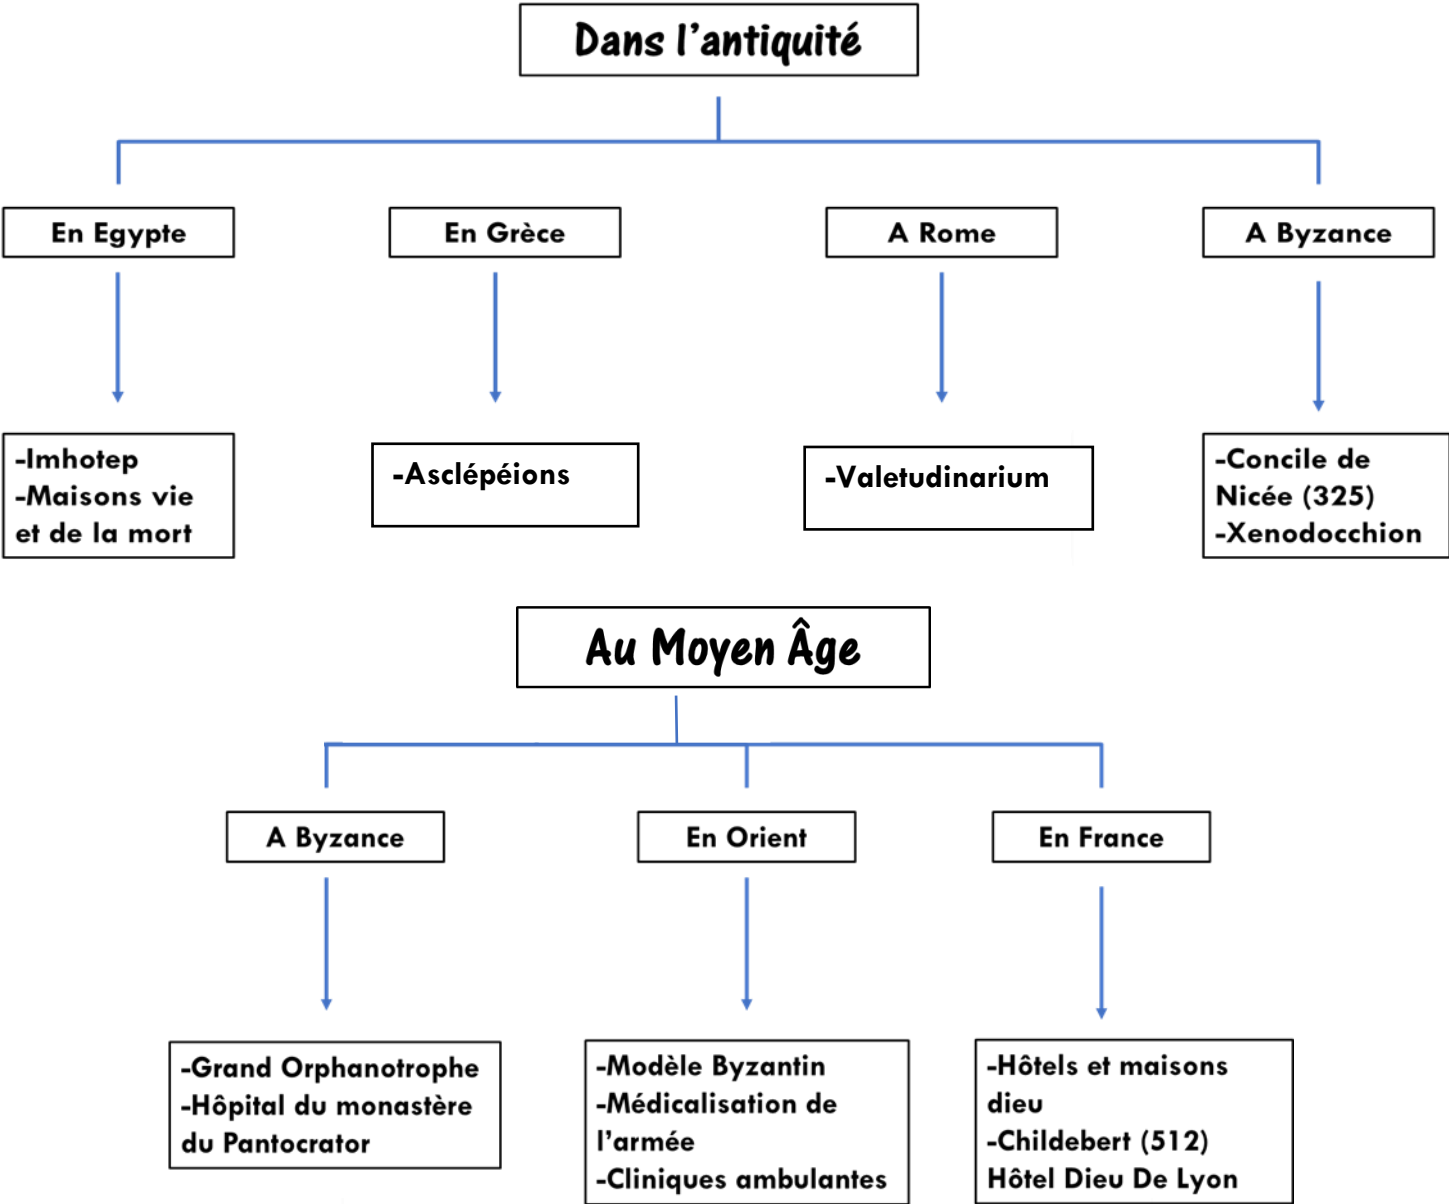 Dans l'antiquité
En Egypte
En Grèce
A Rome
A Byzance
-Imhotep
-Maisons vie
et de la mort
-Asclépéions
-Valetudinarium
-Concile de
Nicée (325)
-Xenodocchion
Au Moyen Âge
A Byzance
En Orient
En France
-Grand Orphanotrophe
-Hôpital du monastère
du Pantocrator
-Modèle Byzantin
-Médicalisation de
l'armée
-Cliniques ambulantes
-Hôtels et maisons
dieu
-Childebert (512)
Hôtel Dieu De Lyon